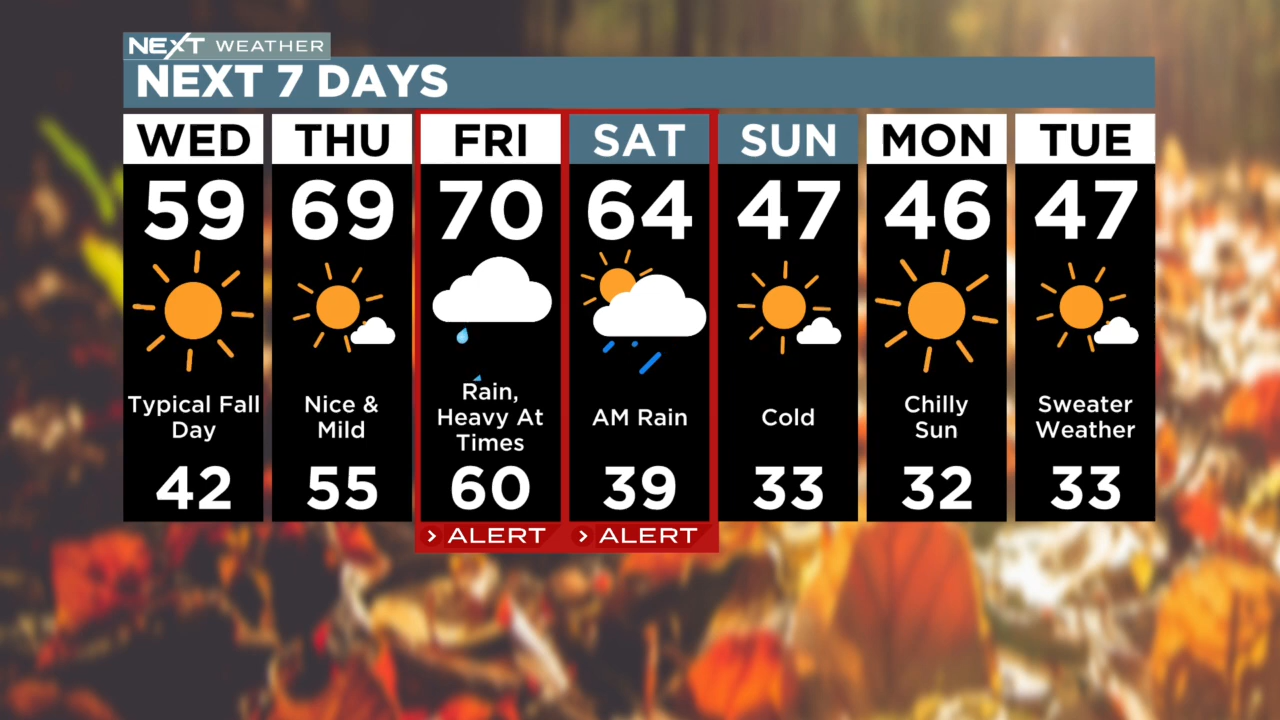 NEXT WEATHER
NEXT 7 DAYS
WED THU FRI SAT SUN MON TUE
59 69 70 64 47 46 47
Typical Fall
Day
Nice &
Mild
Rain,
Heavy At
Times
AM Rain
Cold
Chilly
Sun
Sweater
Weather
42 55 60 39 33 32 33
> ALERT > ALERT